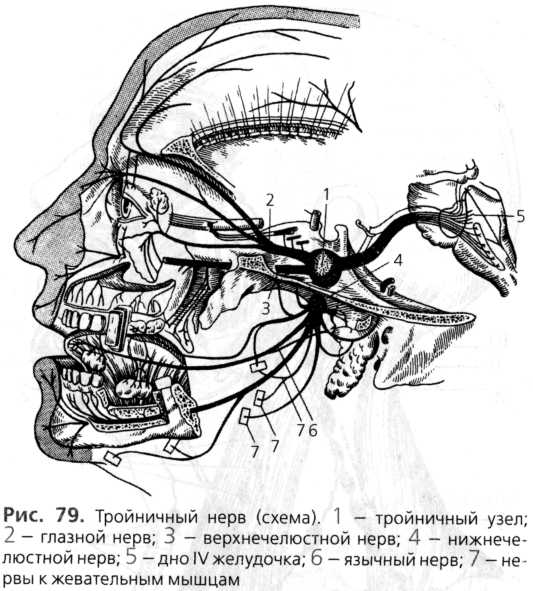 1
2
5
4
3
7 6
7
7
Рис. 79. Тройничный нерв (схема). 1 — тройничный узел;
2 — глазной нерв; 3 — верхнечелюстной нерв; 4 — нижнече-
люстной нерв; 5 — дно IV желудочка; 6 — язычный нерв; 7 — не-
рвы к жевательным мышцам